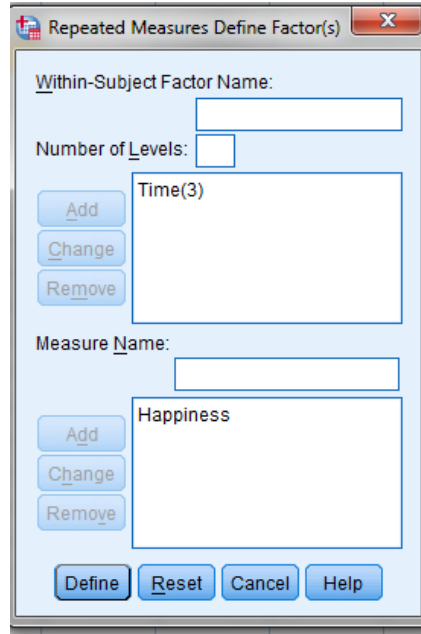 Repeated Measures Define Factor(s)
Within-Subject Factor Name:
Number of Levels:
Time(3)
Add
Change
Remove
Measure Name:
Happiness
Add
Change
Remove
Define Reset Cancel Help